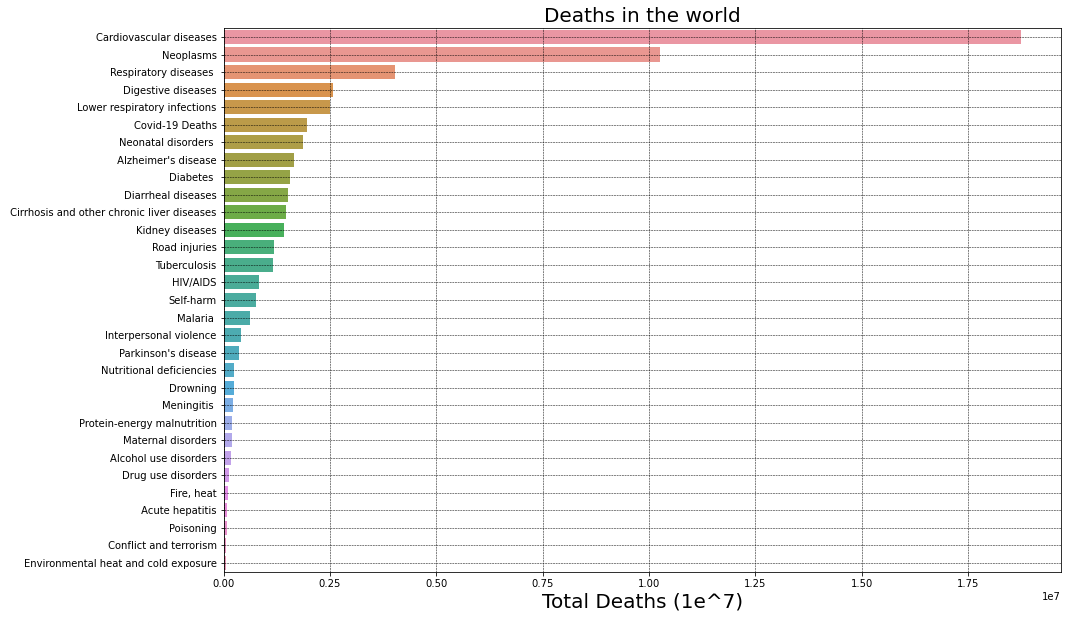 Deaths in the world
Cardiovascular diseases
Neoplasms
Respiratory diseases
Digestive diseases
Lower respiratory infections
Covid-19 Deaths
Neonatal disorders
Alzheimer's disease
Diabetes
Diarrheal diseases
Cirrhosis and other chronic liver diseases
Kidney diseases
Road injuries
Tuberculosis
HIV/AIDS
Self-harm
Malaria
Interpersonal violence
Parkinson's disease
Nutritional deficiencies
Drowning
Meningitis
Protein-energy malnutrition
Maternal disorders
Alcohol use disorders
Drug use disorders
Fire, heat
Acute hepatitis
Poisoning
Conflict and terrorism
Environmental heat and cold exposure
0.00 0.25 0.50 0.75 1.00 1.25 1.50 1.75
1e7
Total Deaths (1e^7)